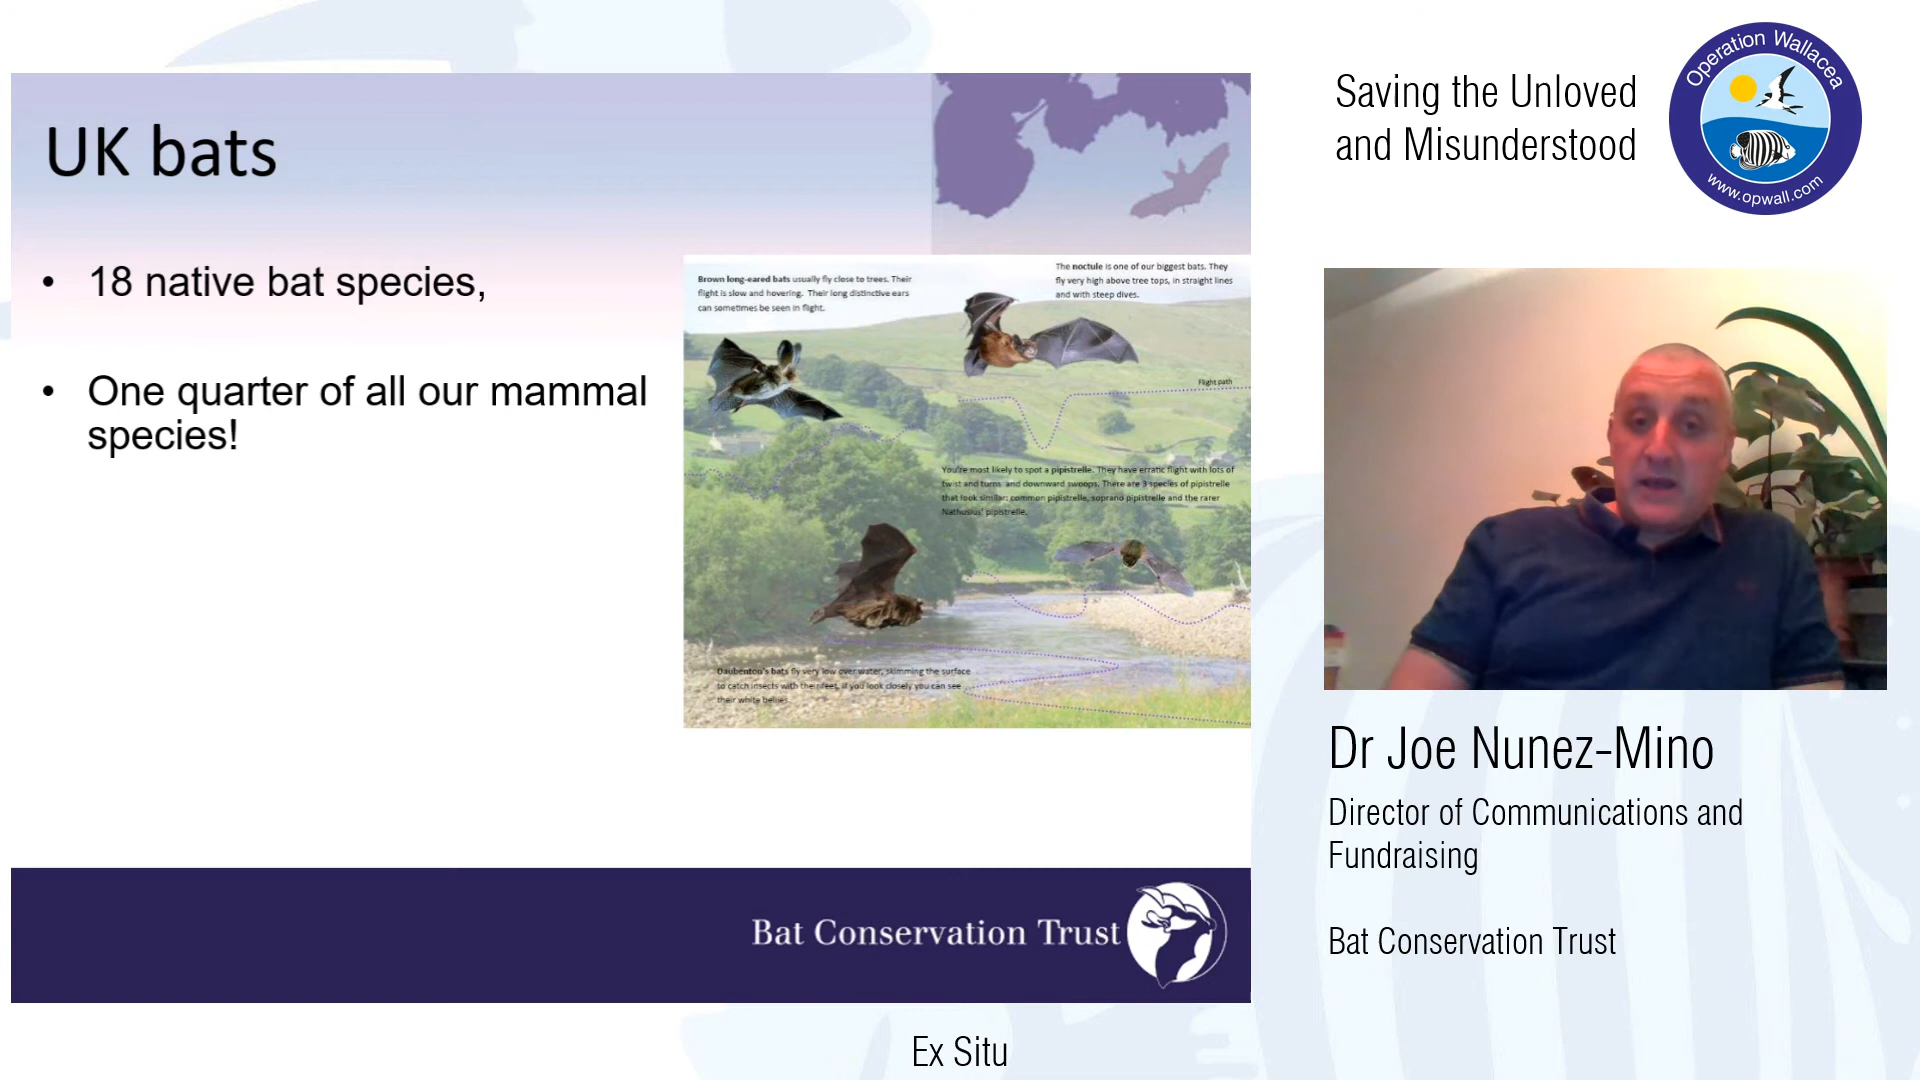 UK bats
• 18 native bat species,
• One quarter of all our mammal
species!
Brown long-eared bats usually fly close to trees. Their
flight is slow and hovering. Their long distinctive ears
can sometimes be seen in flight.
The noctule is one of our biggest bats. They
fly very high above tree tops, in straight lines
and with steep dives.
Flight path
You're most likely to spot a pipistrelle. They have erratic flight with lots of
twist and turns and downward swoops. There are 3 species of pipistrelle
that look similar: common pipistrelle, soprano pipistrelle and the rarer
Nathusius' pipistrelle.
Daubenton's bats fly very low over water, skimming the surface
to catch insects with their feet, if you look closely you can see
their white bellies.
Bat Conservation Trust
Saving the Unloved
and Misunderstood
Operation Wallacea
www.opwall.com
Dr Joe Nunez-Mino
Director of Communications and
Fundraising
Bat Conservation Trust
Ex Situ